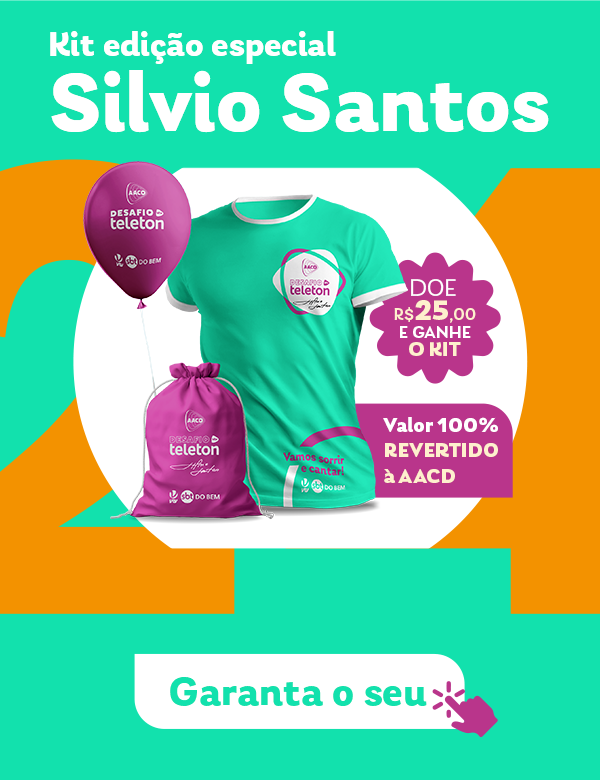 Kit edição especial
Silvio Santos
AACD
DESAFIO
teleton
sbt DO BEM
AACD
DESAFIO
teleton
DOE
R$25,00
E GANHE
O KIT
AACD
DESAFIO
teleton
sbt DO BEM
Vamos sorrir
e cantar!
sbt DO BEM
Valor 100%
REVERTIDO
à AACD
Garanta o seu